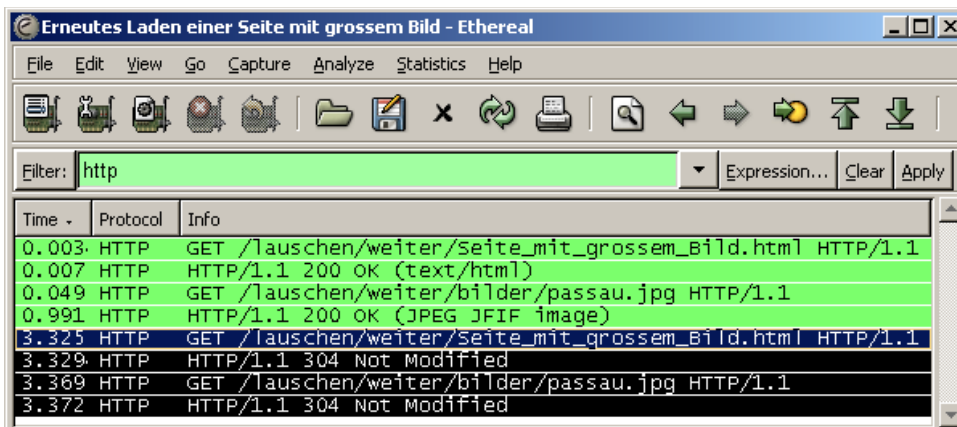 Erneutes Laden einer Seite mit grossem Bild - Ethereal
File Edit View Go Capture Analyze Statistics Help
Filter: http Expression... Clear Apply
Time Protocol Info
0.003 HTTP GET /lauschen/weiter/Seite_mit_grossem_Bild.html HTTP/1.1
0.007 HTTP HTTP/1.1 200 OK (text/html)
0.049 HTTP GET /lauschen/weiter/bilder/passau.jpg HTTP/1.1
0.991 HTTP HTTP/1.1 200 OK (JPEG JFIF image)
3.325 HTTP GET /lauschen/weiter/Seite_mit_grossem_Bild.html HTTP/1.1
3.329 HTTP HTTP/1.1 304 Not Modified
3.369 HTTP GET /lauschen/weiter/bilder/passau.jpg HTTP/1.1
3.372 HTTP HTTP/1.1 304 Not Modified